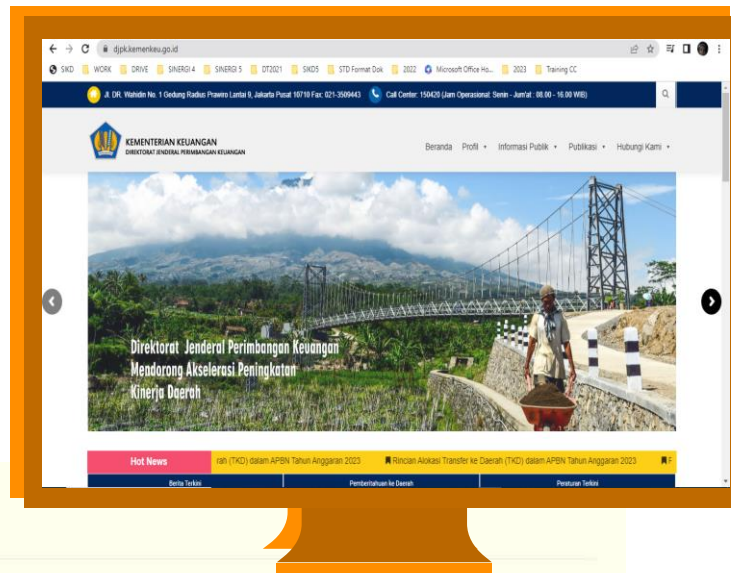 djpk.kemenkeu.go.id
SIKD WORK DRIVE SINERGI 4 SINERGI 5 DT2021 SIKD5 STD Format Dok 2022 Microsoft Office Ho... 2023 Training CC
Jl. DR. Wahidin No. 1 Gedung Radius Prawiro Lantai 9, Jakarta Pusat 10710 Fax: 021-3509443 Call Center: 150420 (Jam Operasional: Senin - Jum'at : 08.00 - 16.00 WIB)
KEMENTERIAN KEUANGAN
DIREKTORAT JENDERAL PERIMBANGAN KEUANGAN
Beranda Profil Informasi Publik Publikasi Hubungi Kami
Direktorat Jenderal Perimbangan Keuangan
Mendorong Akselerasi Peningkatan
Kinerja Daerah
Hot News rah (TKD) dalam APBN Tahun Anggaran 2023 Rincian Alokasi Transfer ke Daerah (TKD) dalam APBN Tahun Anggaran 2023
Berita Terkini Pemberitahuan ke Daerah Peraturan Terkini